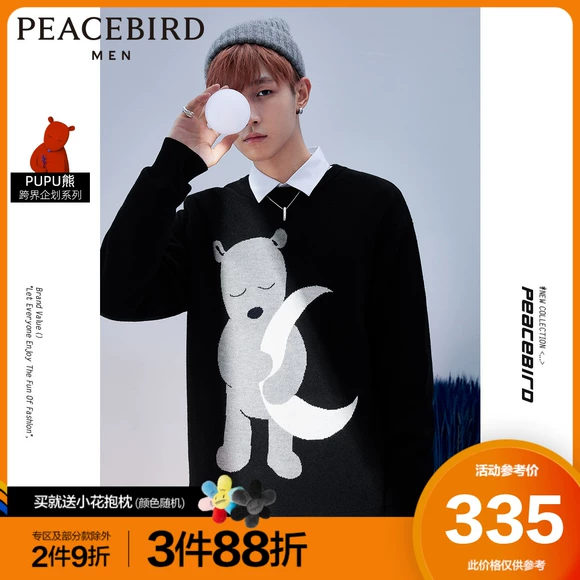 PEACEBIRD
MEN
PUPU熊
跨界企划系列
Brand Value ()
"Let Everyone Enjoy The Fun Of Fashion".
#NEW COLLECTION <...>
PEACEBIRD
买就送小花抱枕(颜色随机)
专区及部分款除外
2件9折
3件88折
活动参考价
335
此价格仅供参考